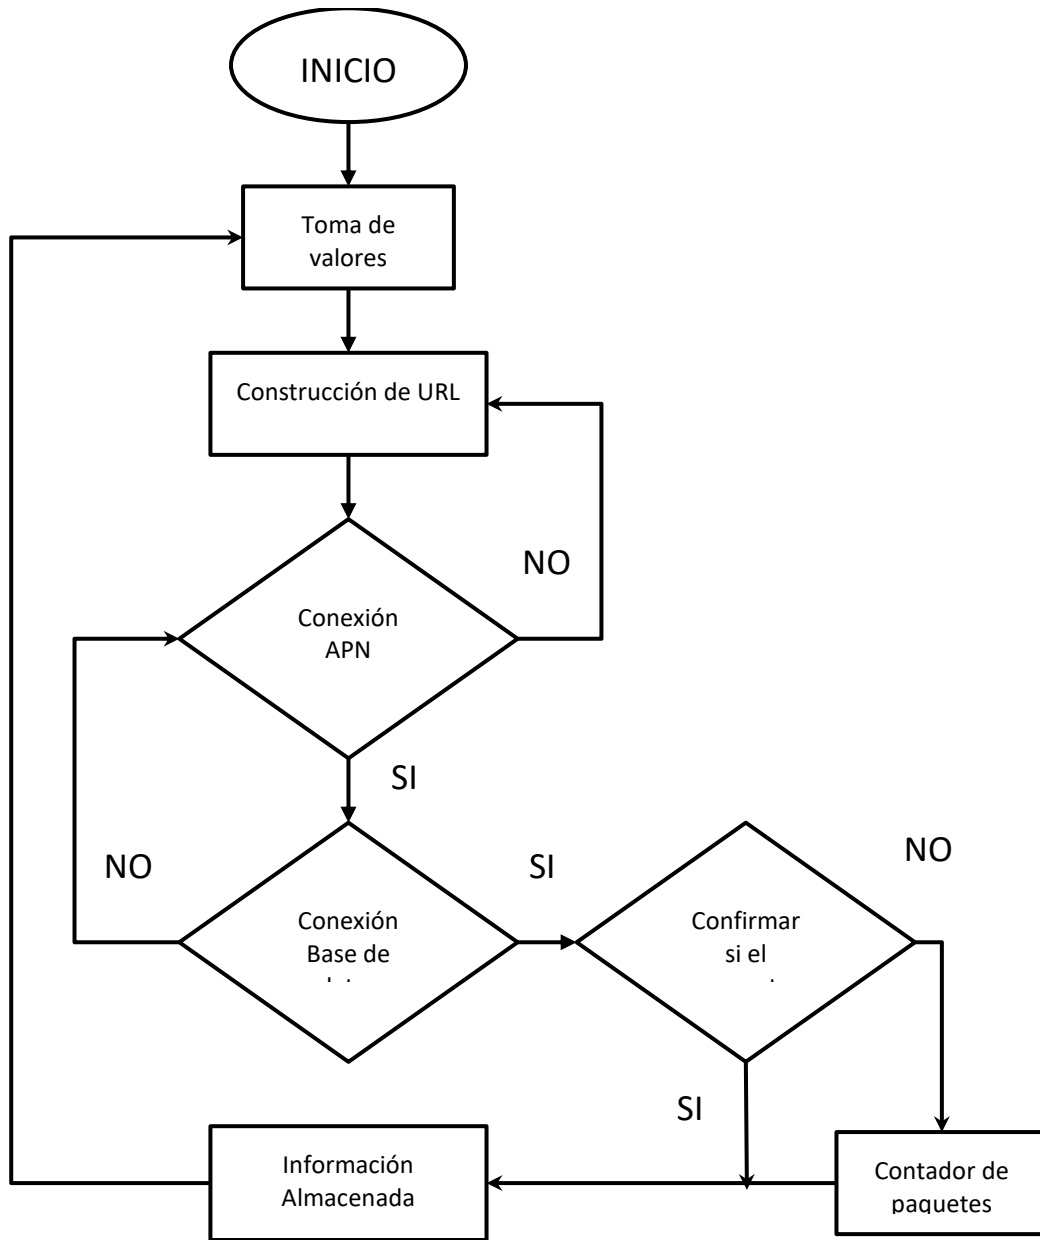 INICIO
Toma de
valores
Construcción de URL
NO
Conexión
APN
SI
NO
SI
NO
Conexión
Base de
Confirmar
si el
SI
Información
Almacenada
Contador de
paquetes